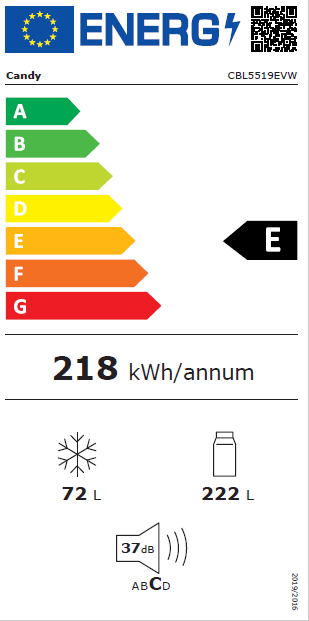 ENERG
Candy CBL5519EVW
A
B
C
D
E
E
F
G
218 kWh/annum
72 L 222 L
37dB
ABCD
2019/2016